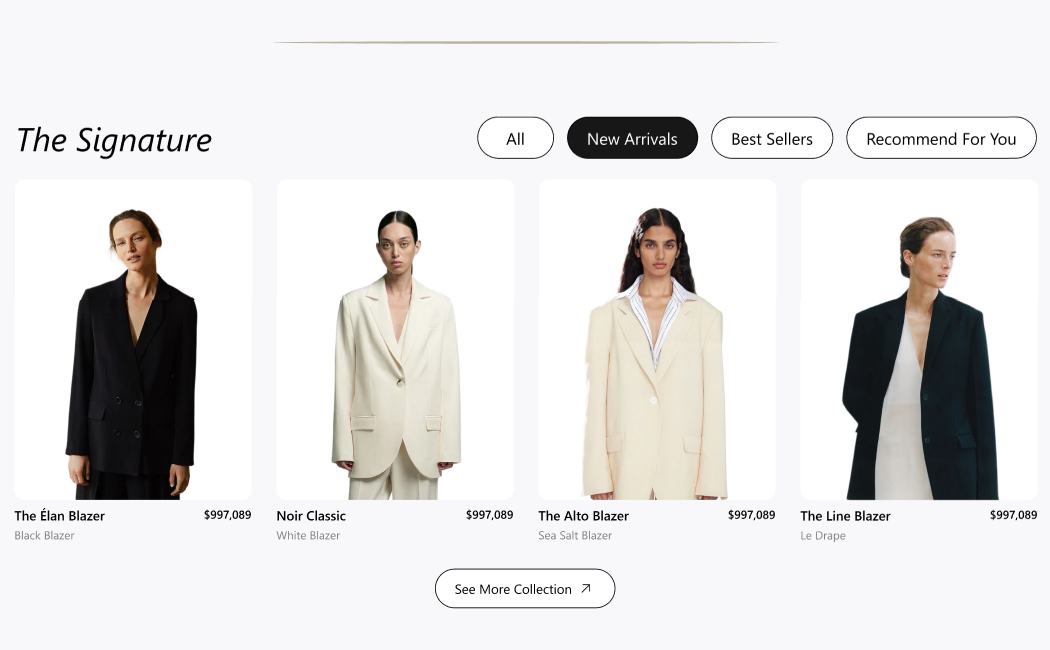 The Signature
All
New Arrivals
Best Sellers
Recommend For You
The Élan Blazer
$997,089
Black Blazer
Noir Classic
$997,089
White Blazer
The Alto Blazer
$997,089
Sea Salt Blazer
The Line Blazer
$997,089
Le Drape
See More Collection